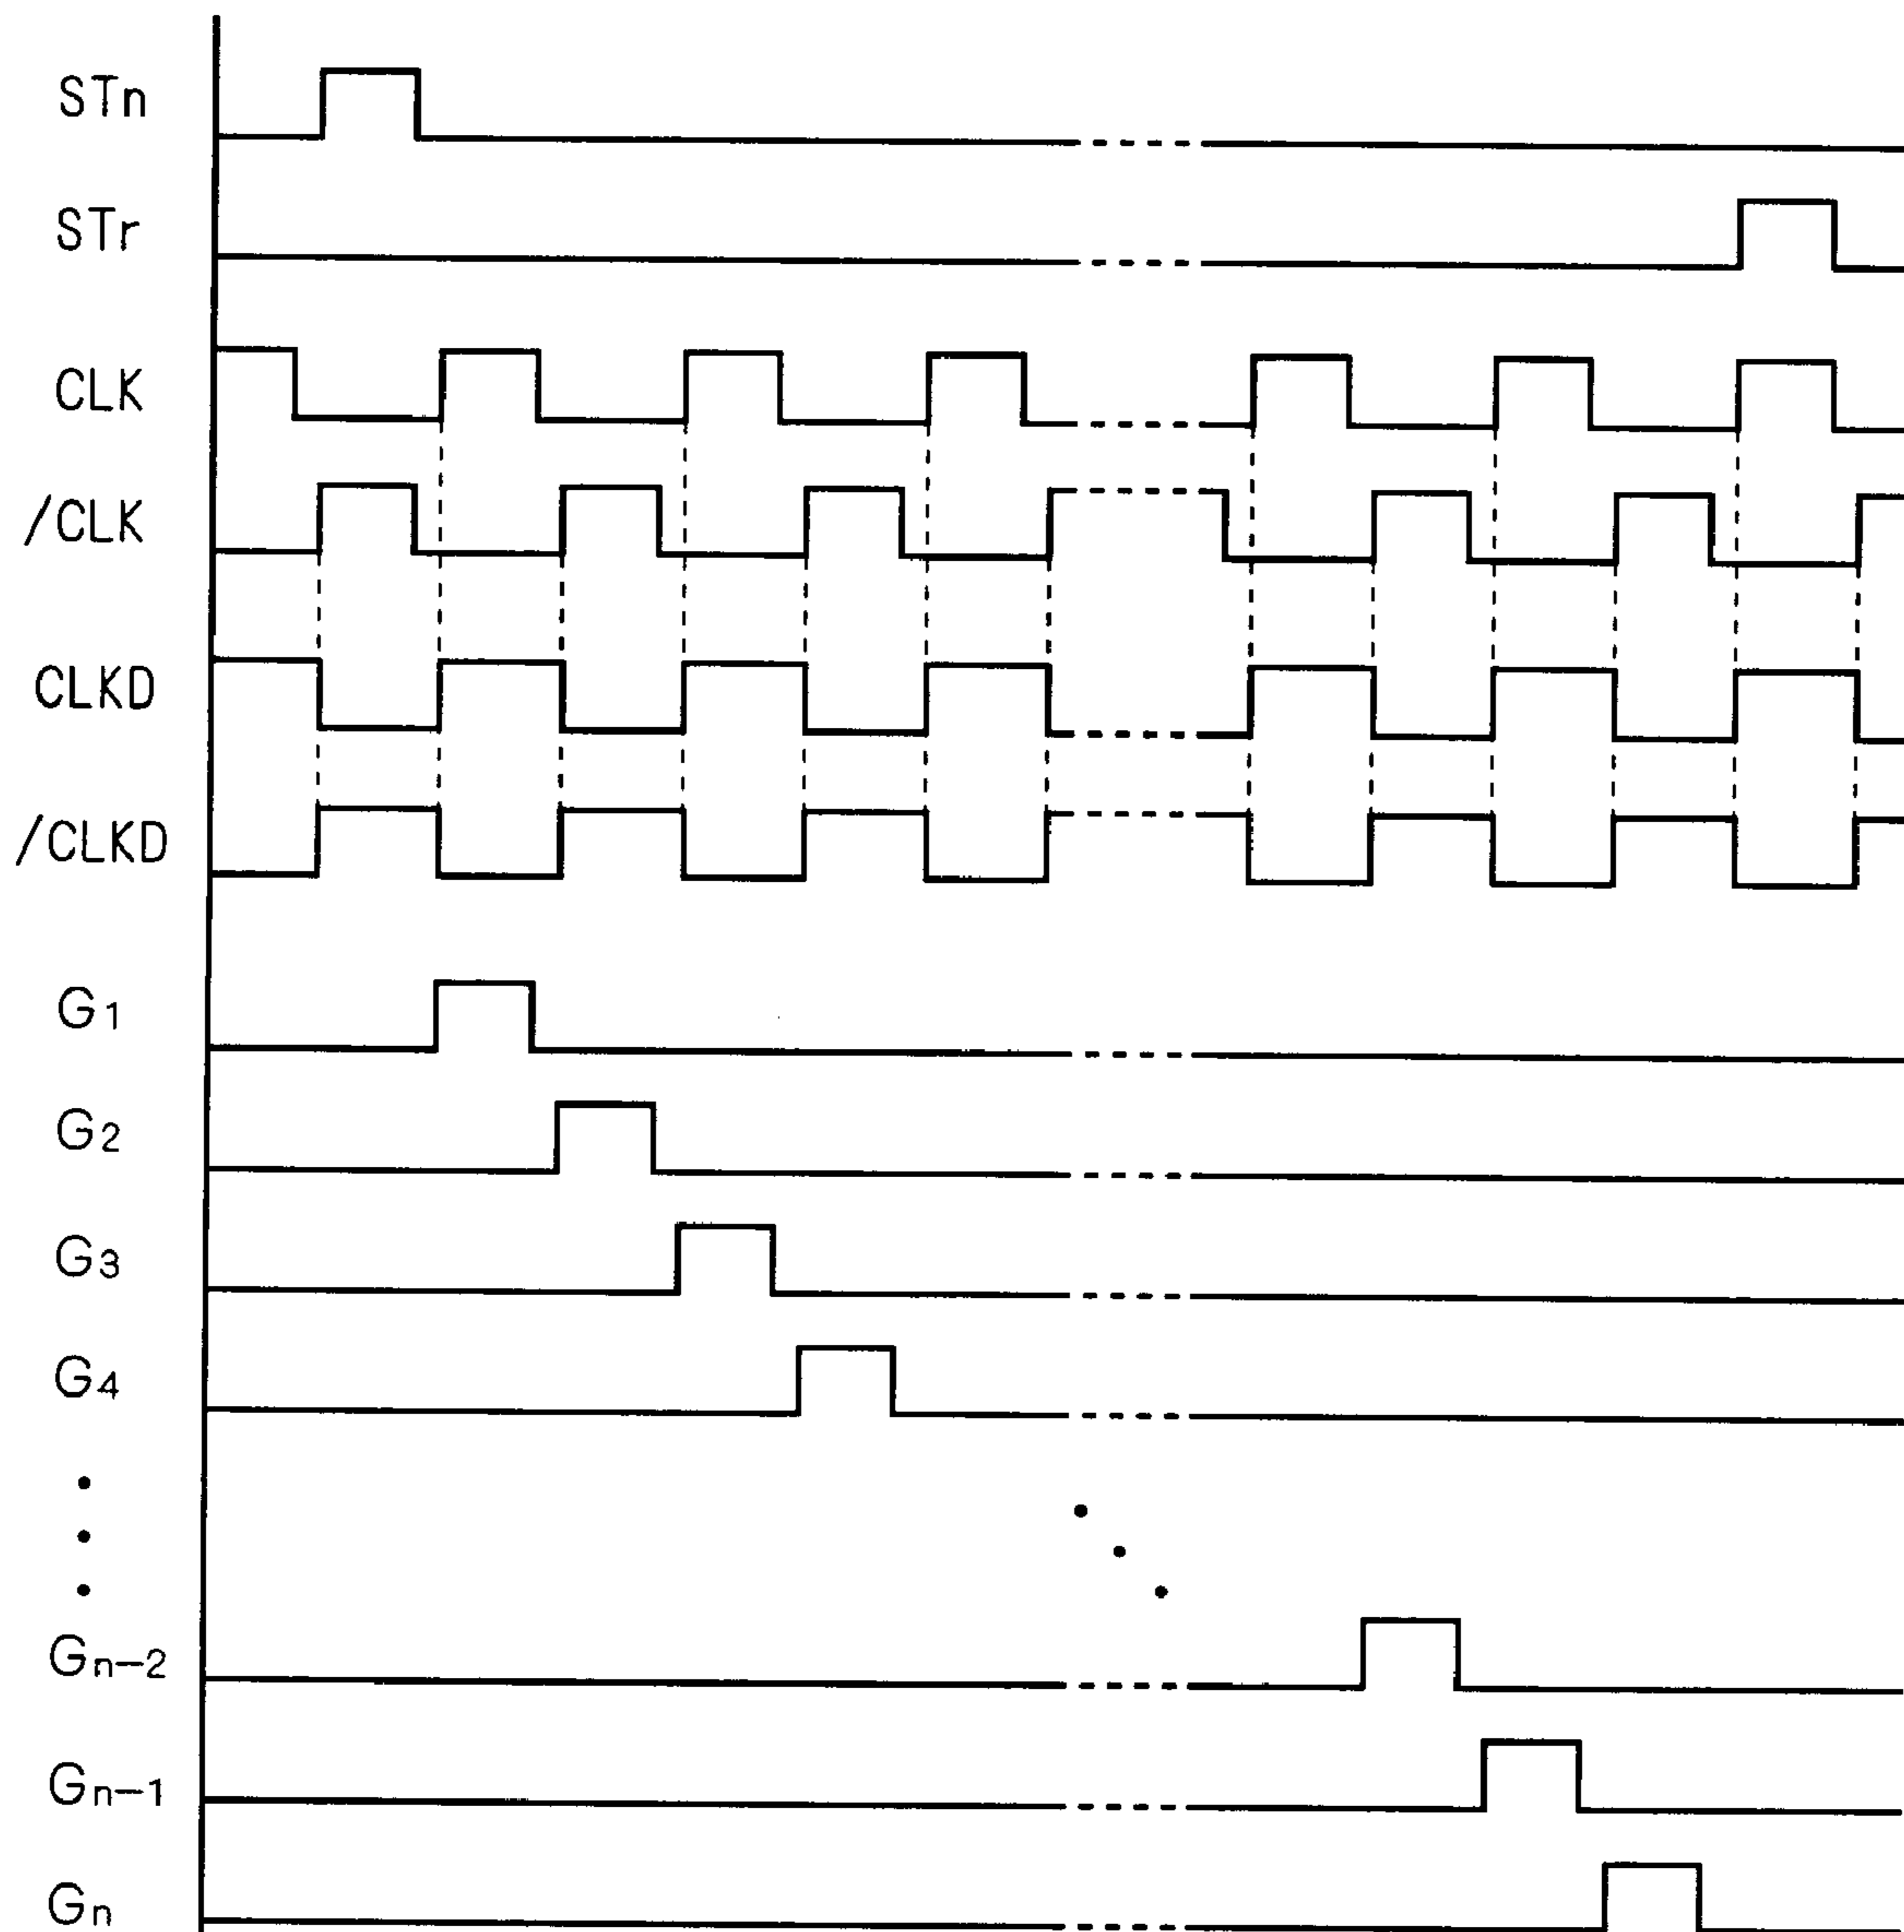 STn
STr
CLK
/CLK
CLKD
/CLKD
G1
G2
G3
G4
Gn-2
Gn-1
Gn